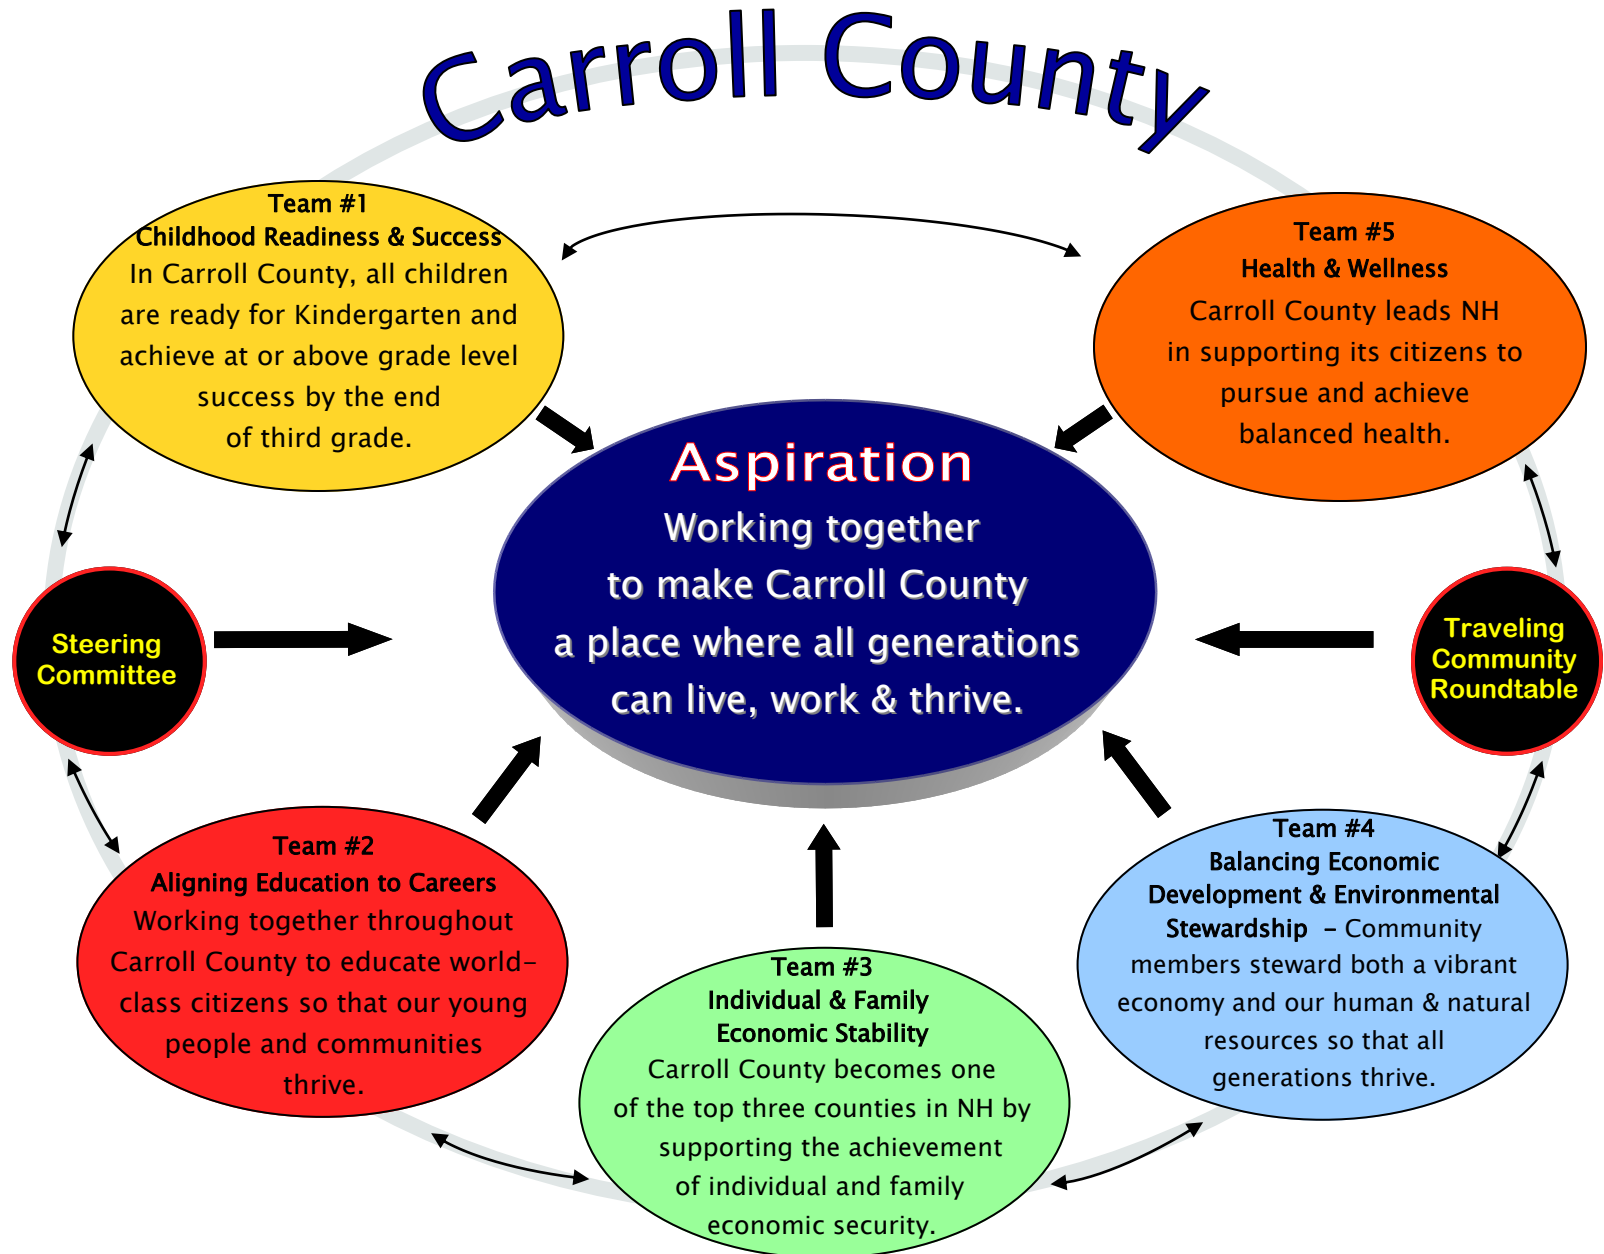 Carroll County
Team #1
Childhood Readiness & Success
In Carroll County, all children
are ready for Kindergarten and
achieve at or above grade level
success by the end
of third grade.
Team #5
Health & Wellness
Carroll County leads NH
in supporting its citizens to
pursue and achieve
balanced health.
Aspiration
Working together
to make Carroll County
a place where all generations
can live, work & thrive.
Steering
Committee
Traveling
Community
Roundtable
Team #2
Aligning Education to Careers
Working together throughout
Carroll County to educate world-
class citizens so that our young
people and communities
thrive.
Team #3
Individual & Family
Economic Stability
Carroll County becomes one
of the top three counties in NH by
supporting the achievement
of individual and family
economic security.
Team #4
Balancing Economic
Development & Environmental
Stewardship – Community
members steward both a vibrant
economy and our human & natural
resources so that all
generations thrive.